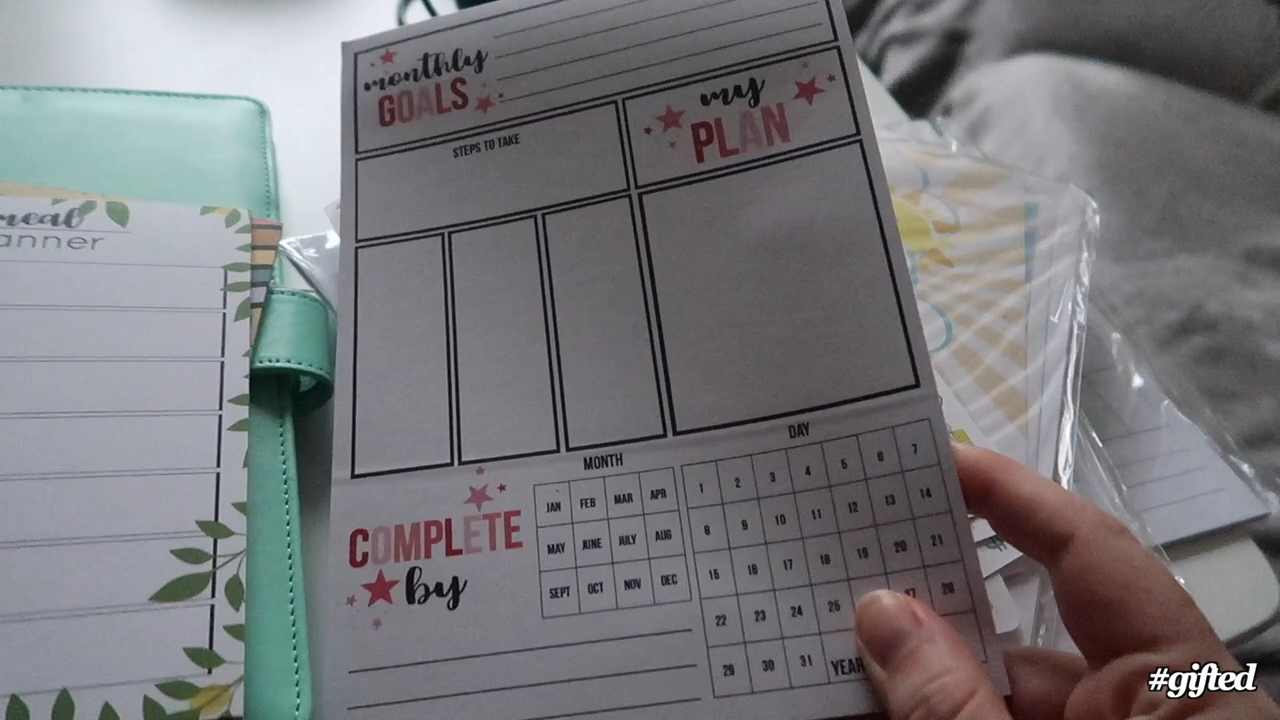 monthly
GOALS
my
PLAN
STEPS TO TAKE
COMPLETE
by
MONTH
JAN FEB MAR APR
MAY JUNE JULY AUG
SEPT OCT NOV DEC
DAY
1 2 3 4 5 6 7
8 9 10 11 12 13 14
15 16 17 18 19 20 21
22 23 24 25 27 28
29 30 31 YEAR
meal
#gifted